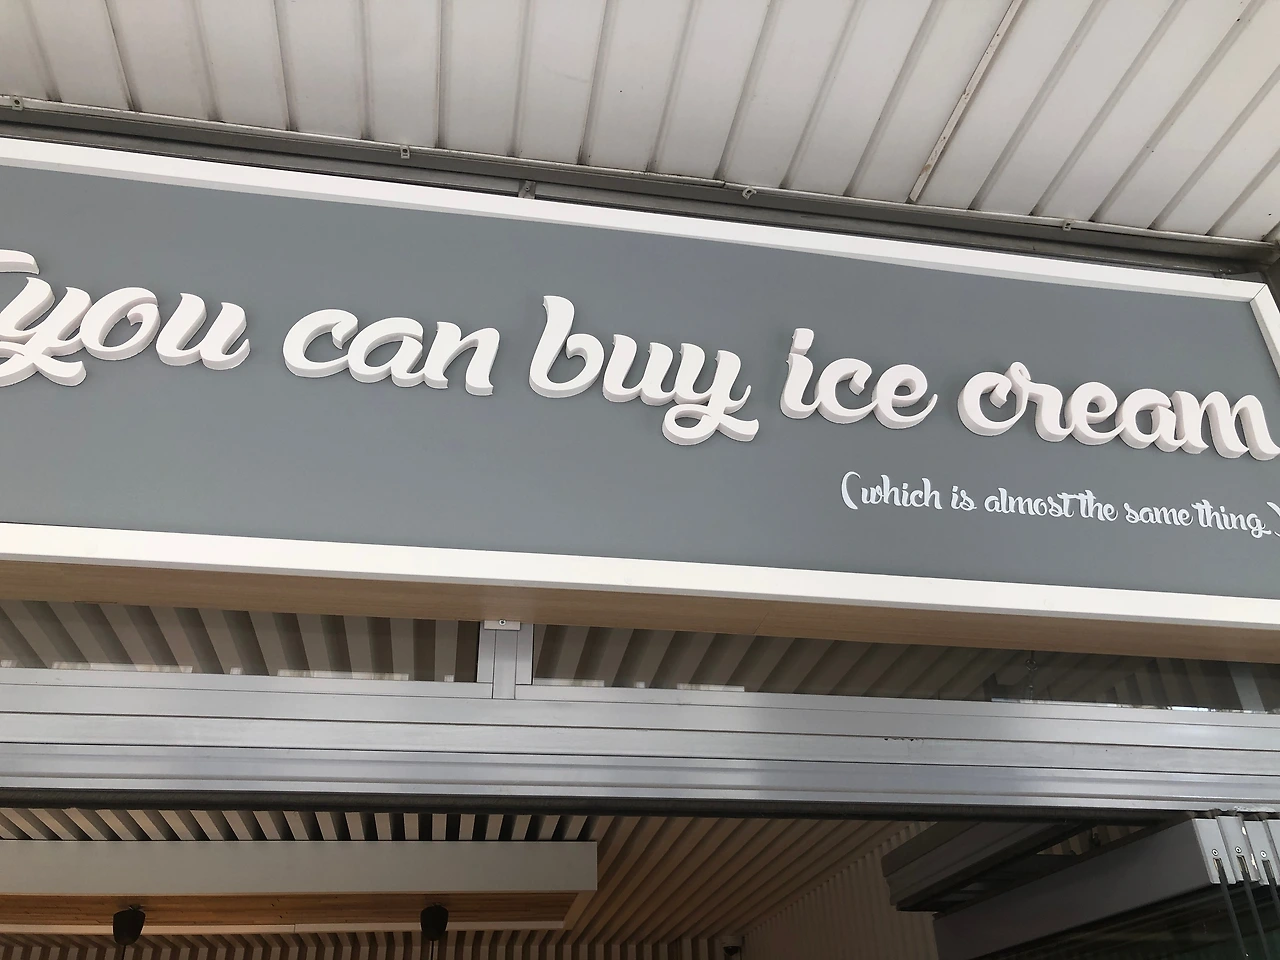 you can buy ice cream
(which is almost the same thing.)